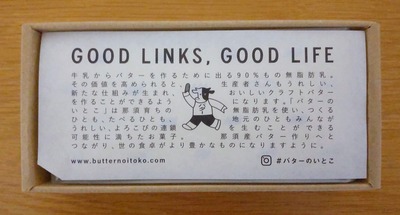 GOOD LINKS, GOOD LIFE
牛乳からバターを作るために出る90%もの無脂肪乳。
その価値を高められると、生産者さんもうれしい、
新たな仕組みが生まれ、おいしいクラフトバター
を作ることができるようになります。「バターの
いとこ」は那須育ちの無脂肪乳を使い、つくる
ひとも、たべるひとも、地元のひともみんなが
うれしい、よろこびの連鎖を生むことができる
可能性に満ちたお菓子。那須産バター作りへと
つながり、世の食卓がより豊かなものになりますように。
www.butternoitoko.com
#バターのいとこ